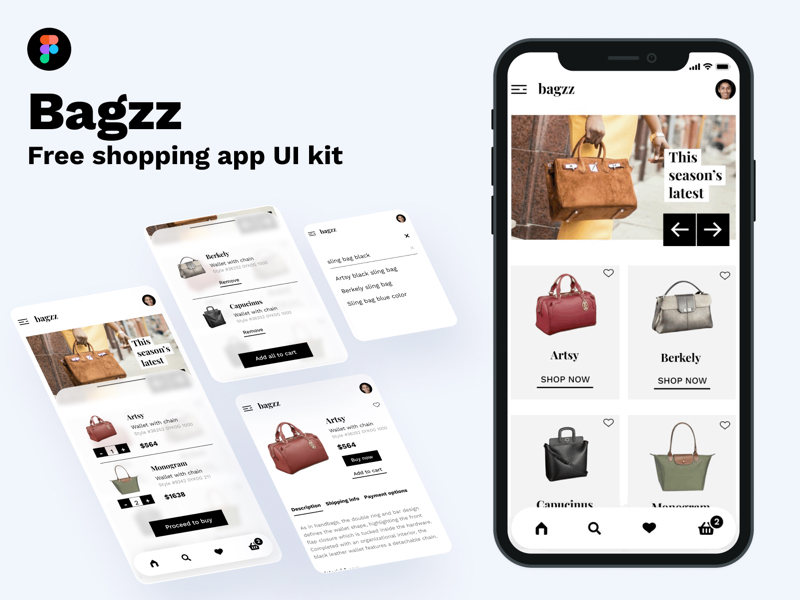 Bagzz
Free shopping app UI kit
bagzz
This
season's
latest
Artsy
SHOP NOW
Berkely
SHOP NOW
Capucinus
Monogram
2
Berkely
Wallet with chain
Remove
Capucinus
Wallet with chain
Remove
Add all to cart
bagzz
sling bag black
Artsy black sling bag
Berkely sling bag
Sling bag blue color
bagzz
This
season's
latest
Artsy
Wallet with chain
- 1 +
$564
Monogram
Wallet with chain
- 2 +
$1638
Proceed to buy
2
bagzz
Artsy
Wallet with chain
$564
Buy now
Add to cart
Description Shipping info Payment options
As in handbags, the double ring and bar design
defines the wallet shape, highlighting the front
flap closure which is tucked inside the hardware.
Completed with an organizational interior, the
black leather wallet features a detachable chain.